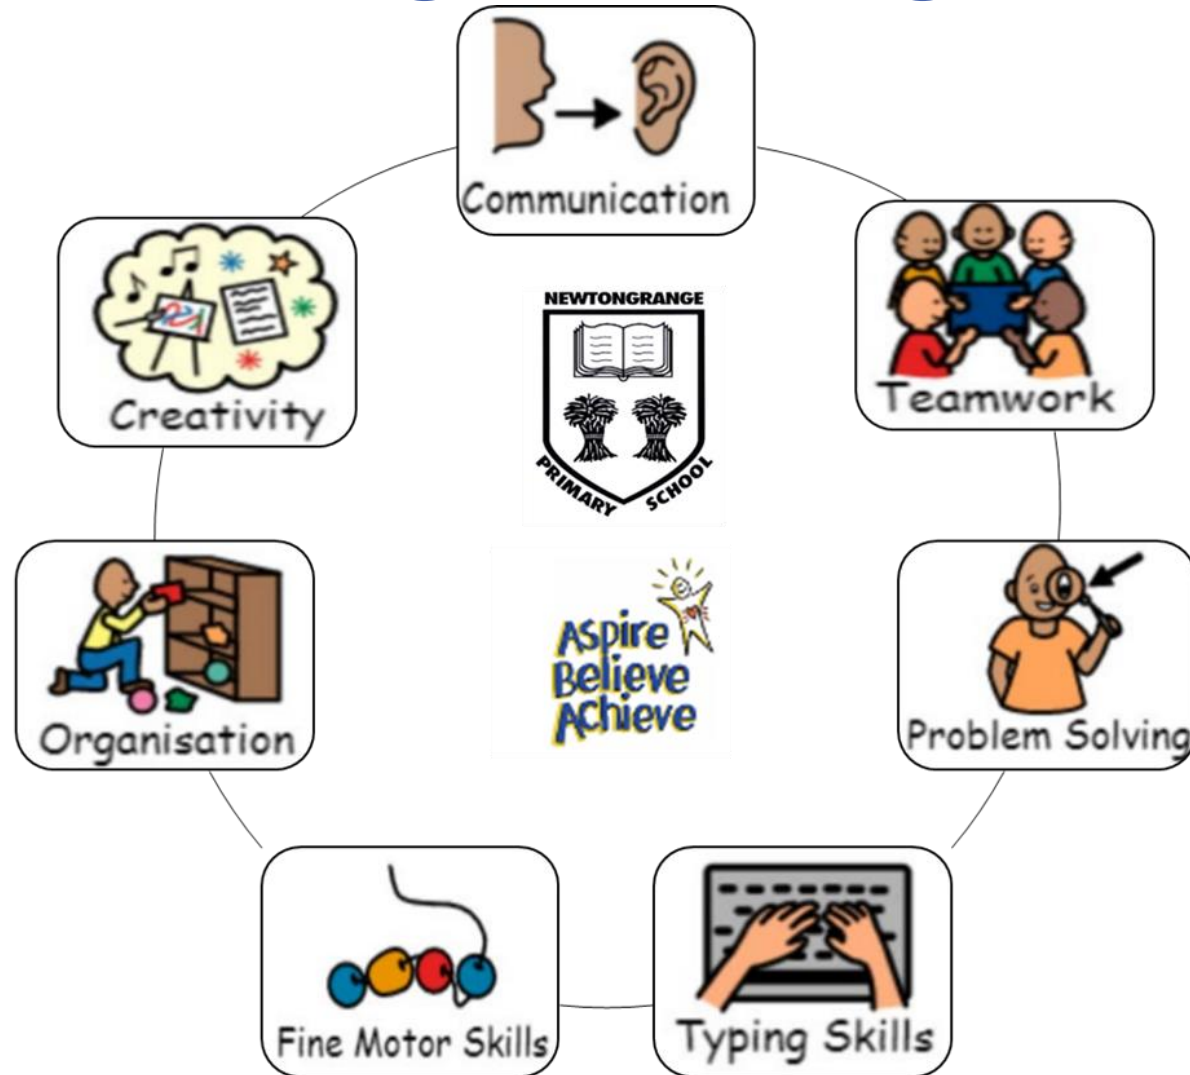 Communication
Creativity
Teamwork
NEWTONGRANGE
PRIMARY SCHOOL
Organisation
Aspire
Believe
Achieve
Problem Solving
Fine Motor Skills
Typing Skills